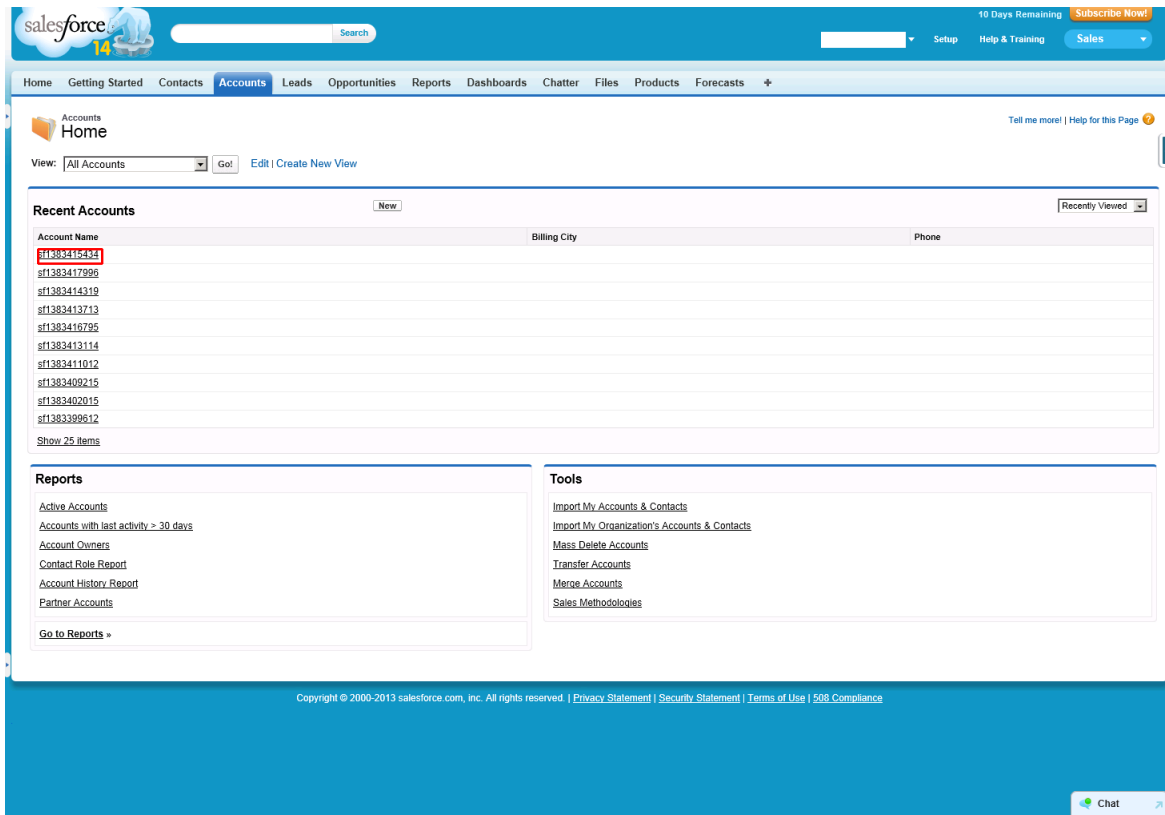 10 Days Remaining Subscribe Now!
salesforce
14
Search
Setup Help & Training Sales
Home Getting Started Contacts Accounts Leads Opportunities Reports Dashboards Chatter Files Products Forecasts +
Accounts
Home
Tell me more! | Help for this Page ?
View: All Accounts Go! Edit | Create New View
Recent Accounts New Recently Viewed
Account Name Billing City Phone
sf1383415434
sf1383417996
sf1383414319
sf1383413713
sf1383416795
sf1383413114
sf1383411012
sf1383409215
sf1383402015
sf1383399612
Show 25 items
Reports
Active Accounts
Accounts with last activity > 30 days
Account Owners
Contact Role Report
Account History Report
Partner Accounts
Go to Reports »
Tools
Import My Accounts & Contacts
Import My Organization's Accounts & Contacts
Mass Delete Accounts
Transfer Accounts
Merge Accounts
Sales Methodologies
Copyright © 2000-2013 salesforce.com, inc. All rights reserved. | Privacy Statement | Security Statement | Terms of Use | 508 Compliance
Chat